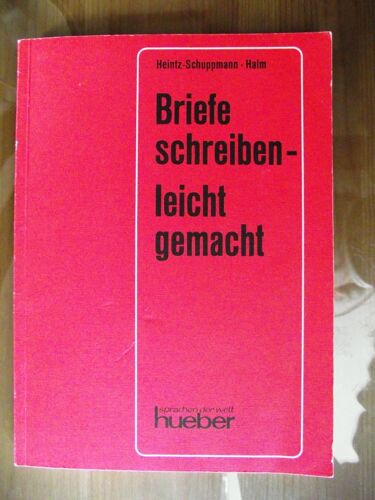 Heintz-Schuppmann · Halm
Briefe
schreiben-
leicht
gemacht
sprachen der welt
hueber